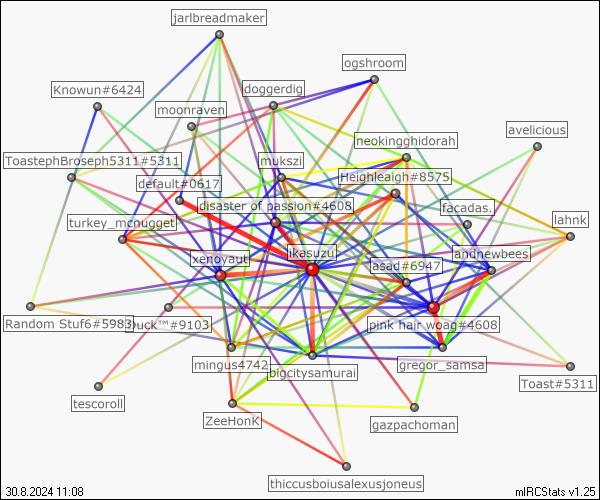 jarlbreadmaker
ogshroom
Knowun#6424
doggerdig
moonraven
avelicious
neokingghidorah
ToastephBroseph5311#5311
mukszi
Heighleigh#8575
default#0617
disaster of passion#4608
facadas.
turkey_mcnugget
lahnk
ikasuzu
xenoyaut
andnewbees
asad#6947
Random Stuf6#5983
Duck™#9103
pink hair woag#4608
mingus4742
bigcitysamurai
gregor_samsa
Toast#5311
tescoroll
ZeeHonK
gazpachoman
thiccusboiusalexusjoneus
30.8.2024 11:08
mIRCStats v1.25